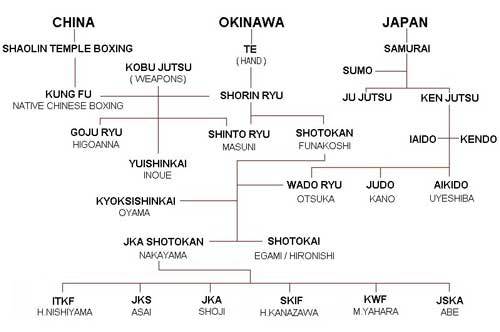 CHINA
OKINAWA
JAPAN
SHAOLIN TEMPLE BOXING
TE
( HAND )
SAMURAI
KOBU JUTSU
( WEAPONS )
SUMO
KUNG FU
NATIVE CHINESE BOXING
SHORIN RYU
JU JUTSU
KEN JUTSU
GOJU RYU
HIGOANNA
SHINTO RYU
MASUNI
SHOTOKAN
FUNAKOSHI
IAIDO
KENDO
YUISHINKAI
INOUE
WADO RYU
OTSUKA
JUDO
KANO
AIKIDO
UYESHIBA
KYOKSISHINKAI
OYAMA
JKA SHOTOKAN
NAKAYAMA
SHOTOKAI
EGAMI / HIRONISHI
ITKF
H.NISHIYAMA
JKS
ASAI
JKA
SHOJI
SKIF
H.KANAZAWA
KWF
M.YAHARA
JSKA
ABE